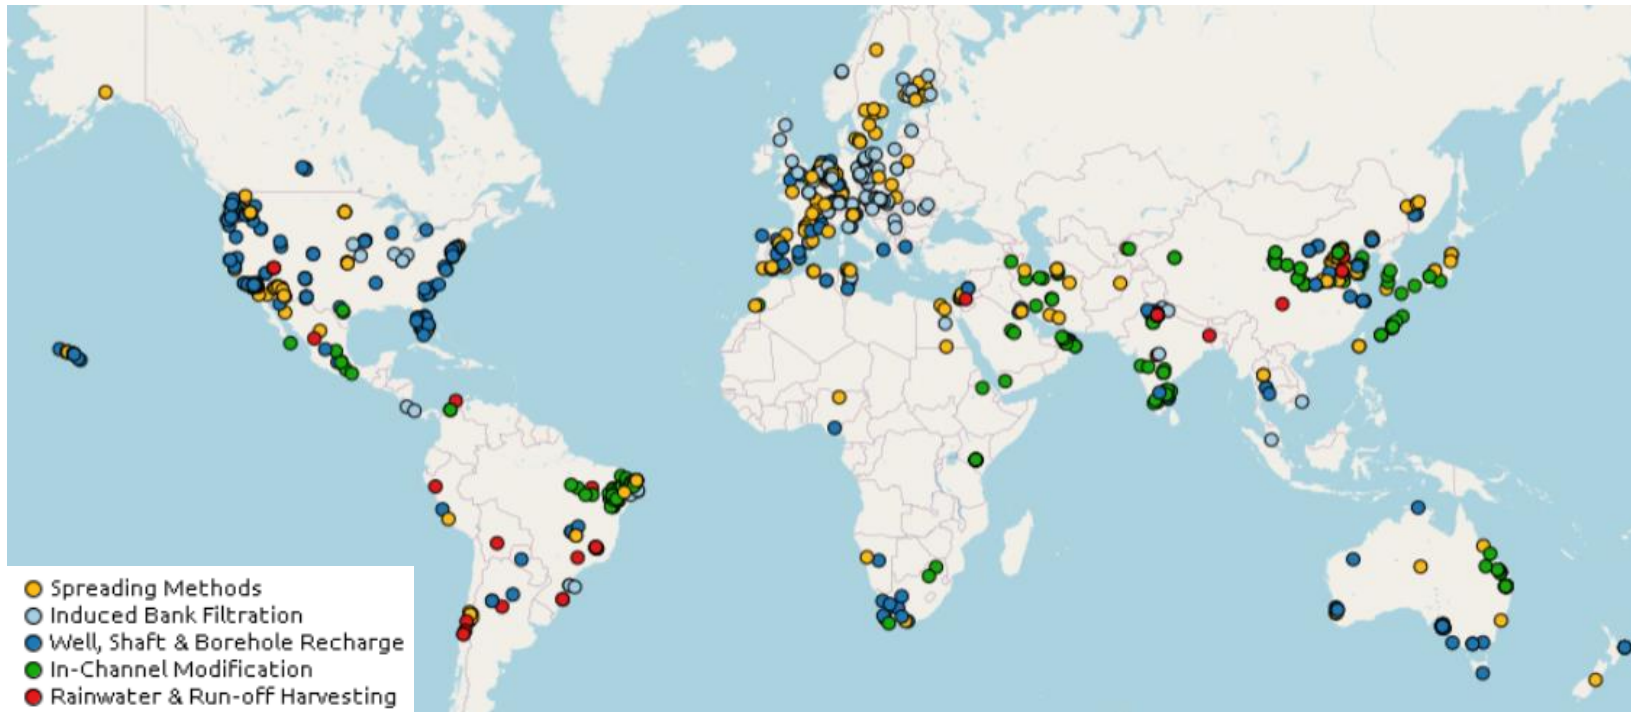 Spreading Methods
Induced Bank Filtration
Well, Shaft & Borehole Recharge
In-Channel Modification
Rainwater & Run-off Harvesting